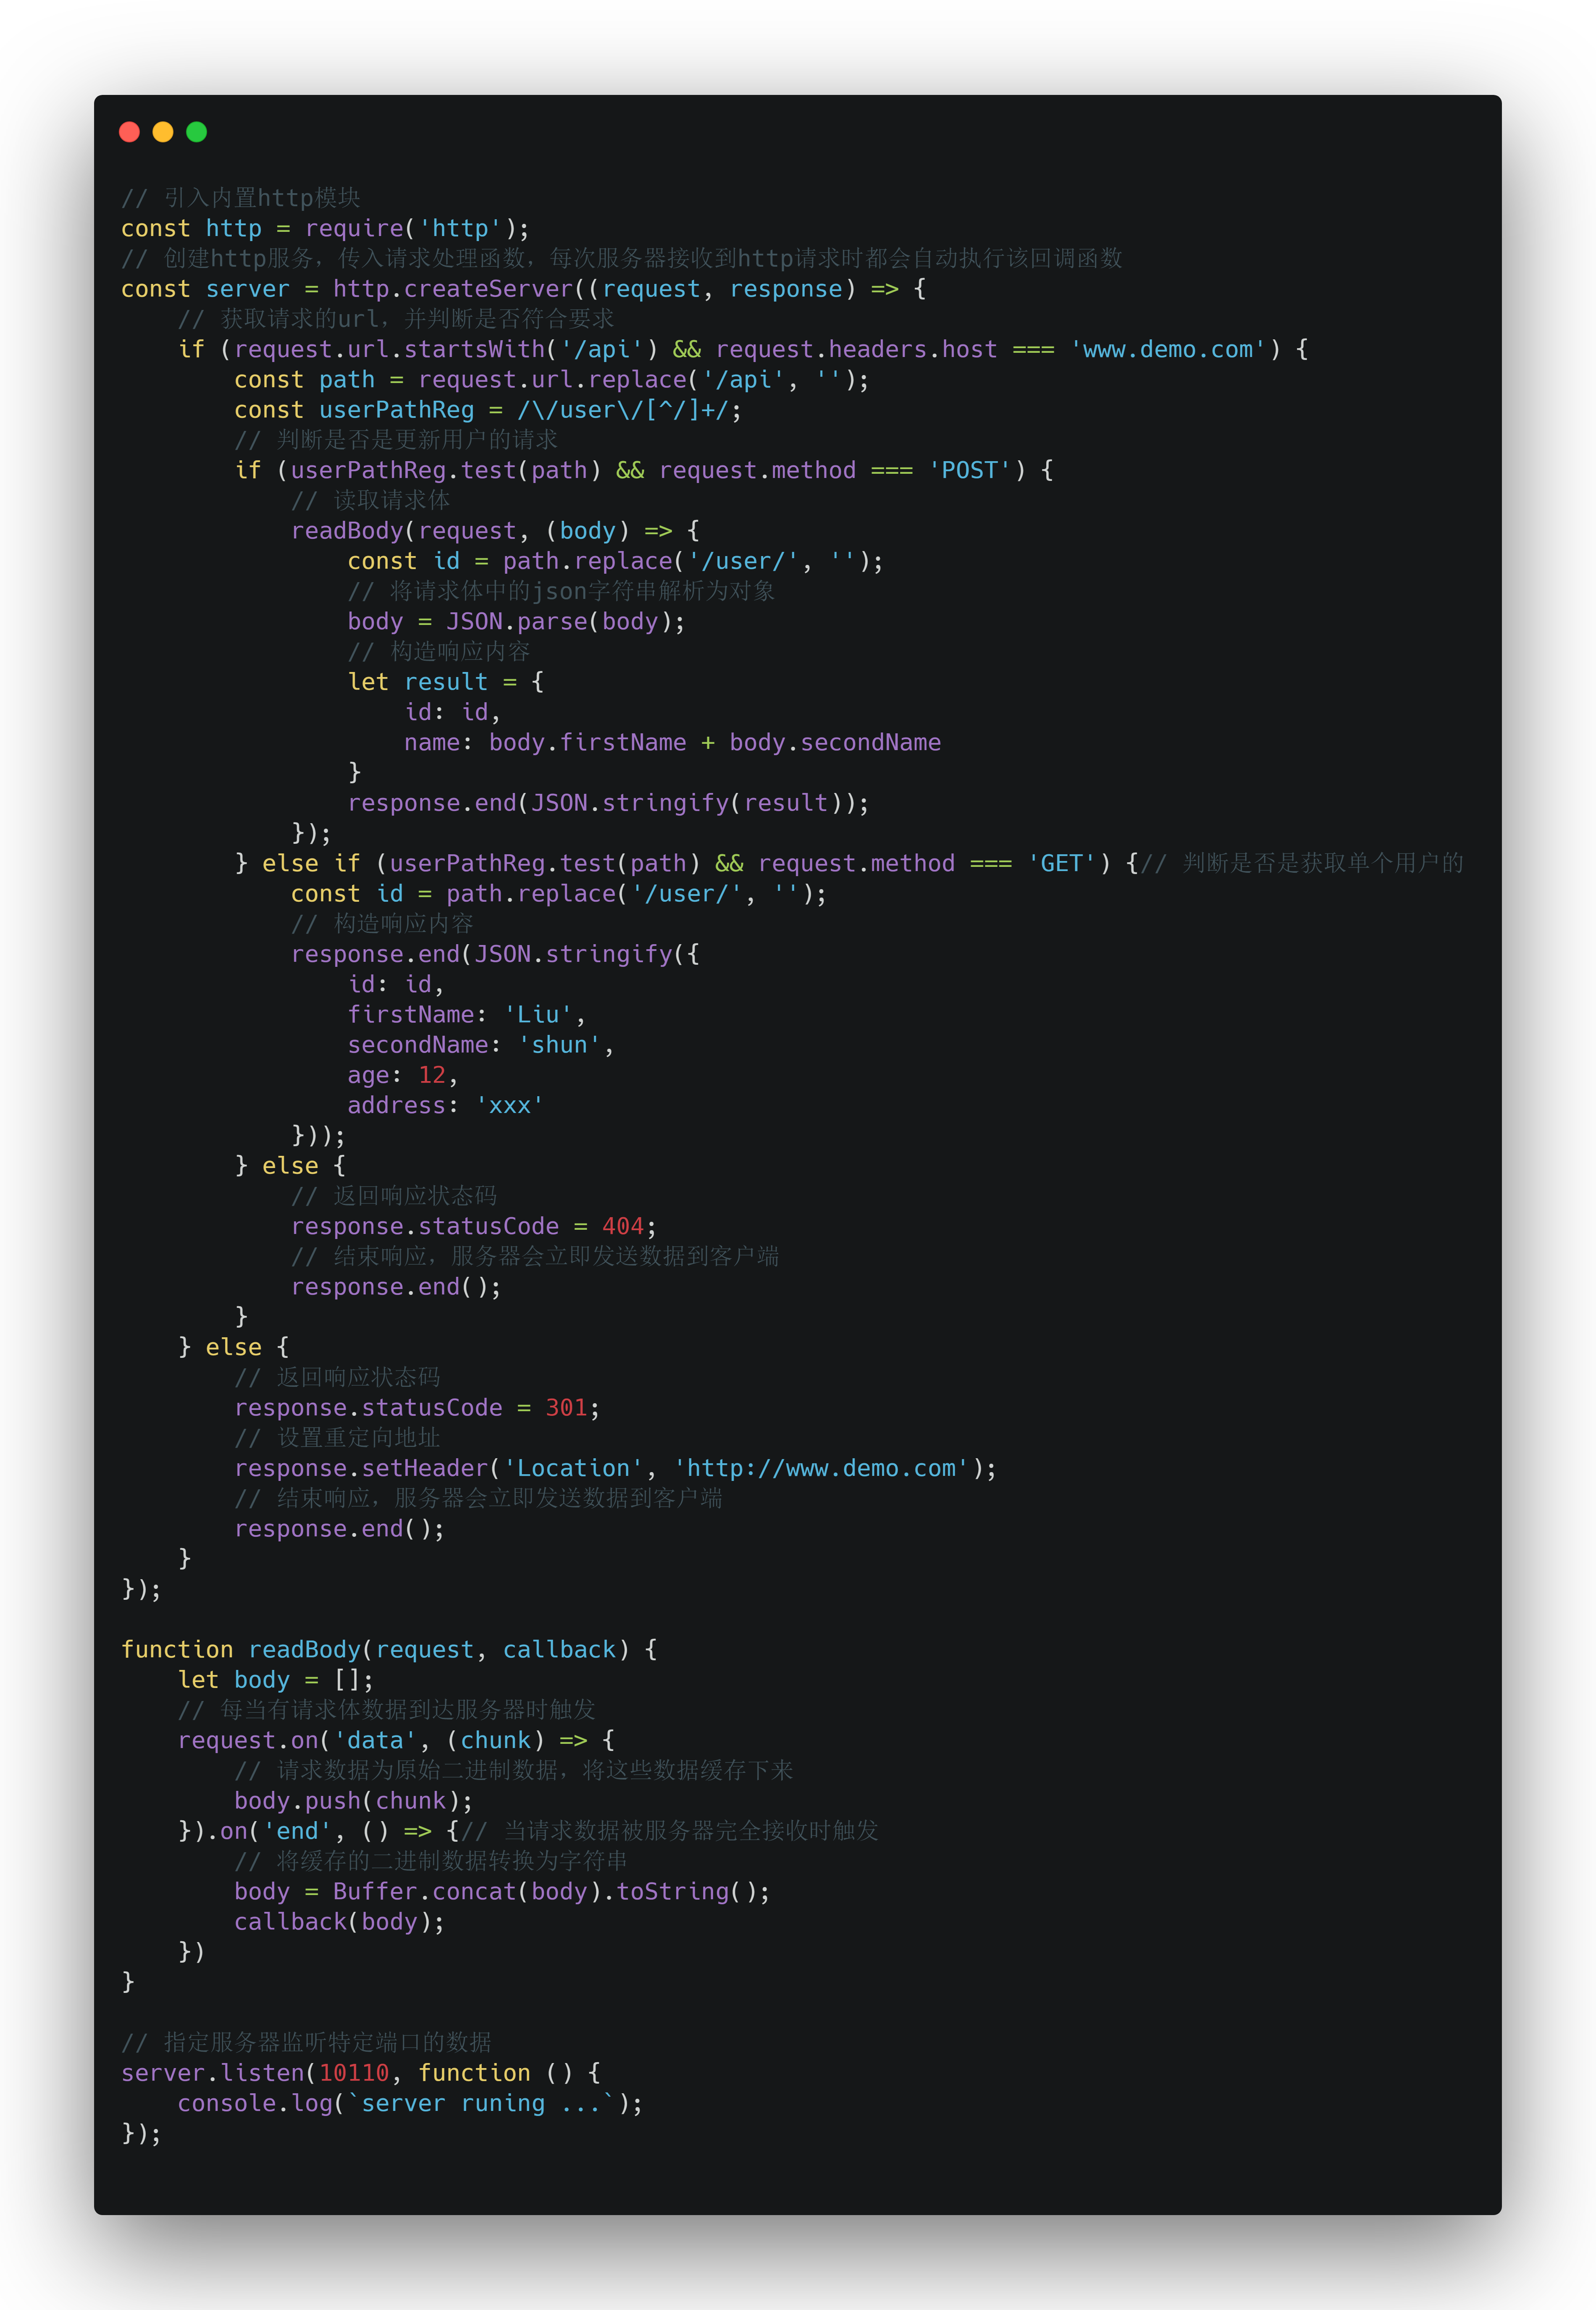 // 引入内置http模块
const http = require('http');
// 创建http服务，传入请求处理函数，每次服务器接收到http请求时都会自动执行该回调函数
const server = http.createServer((request, response) => {
    // 获取请求的url，并判断是否符合要求
    if (request.url.startsWith('/api') && request.headers.host === 'www.demo.com') {
        const path = request.url.replace('/api', '');
        const userPathReg = /\/user\/[^/]+/;
        // 判断是否是更新用户的请求
        if (userPathReg.test(path) && request.method === 'POST') {
            // 读取请求体
            readBody(request, (body) => {
                const id = path.replace('/user/', '');
                // 将请求体中的json字符串解析为对象
                body = JSON.parse(body);
                // 构造响应内容
                let result = {
                    id: id,
                    name: body.firstName + body.secondName
                }
                response.end(JSON.stringify(result));
            });
        } else if (userPathReg.test(path) && request.method === 'GET') {// 判断是否是获取单个用户的
            const id = path.replace('/user/', '');
            // 构造响应内容
            response.end(JSON.stringify({
                id: id,
                firstName: 'Liu',
                secondName: 'shun',
                age: 12,
                address: 'xxx'
            }));
        } else {
            // 返回响应状态码
            response.statusCode = 404;
            // 结束响应，服务器会立即发送数据到客户端
            response.end();
        }
    } else {
        // 返回响应状态码
        response.statusCode = 301;
        // 设置重定向地址
        response.setHeader('Location', 'http://www.demo.com');
        // 结束响应，服务器会立即发送数据到客户端
        response.end();
    }
});

function readBody(request, callback) {
    let body = [];
    // 每当有请求体数据到达服务器时触发
    request.on('data', (chunk) => {
        // 请求数据为原始二进制数据，将这些数据缓存下来
        body.push(chunk);
    }).on('end', () => {// 当请求数据被服务器完全接收时触发
        // 将缓存的二进制数据转换为字符串
        body = Buffer.concat(body).toString();
        callback(body);
    })
}

// 指定服务器监听特定端口的数据
server.listen(10110, function () {
    console.log(`server runing ...`);
});